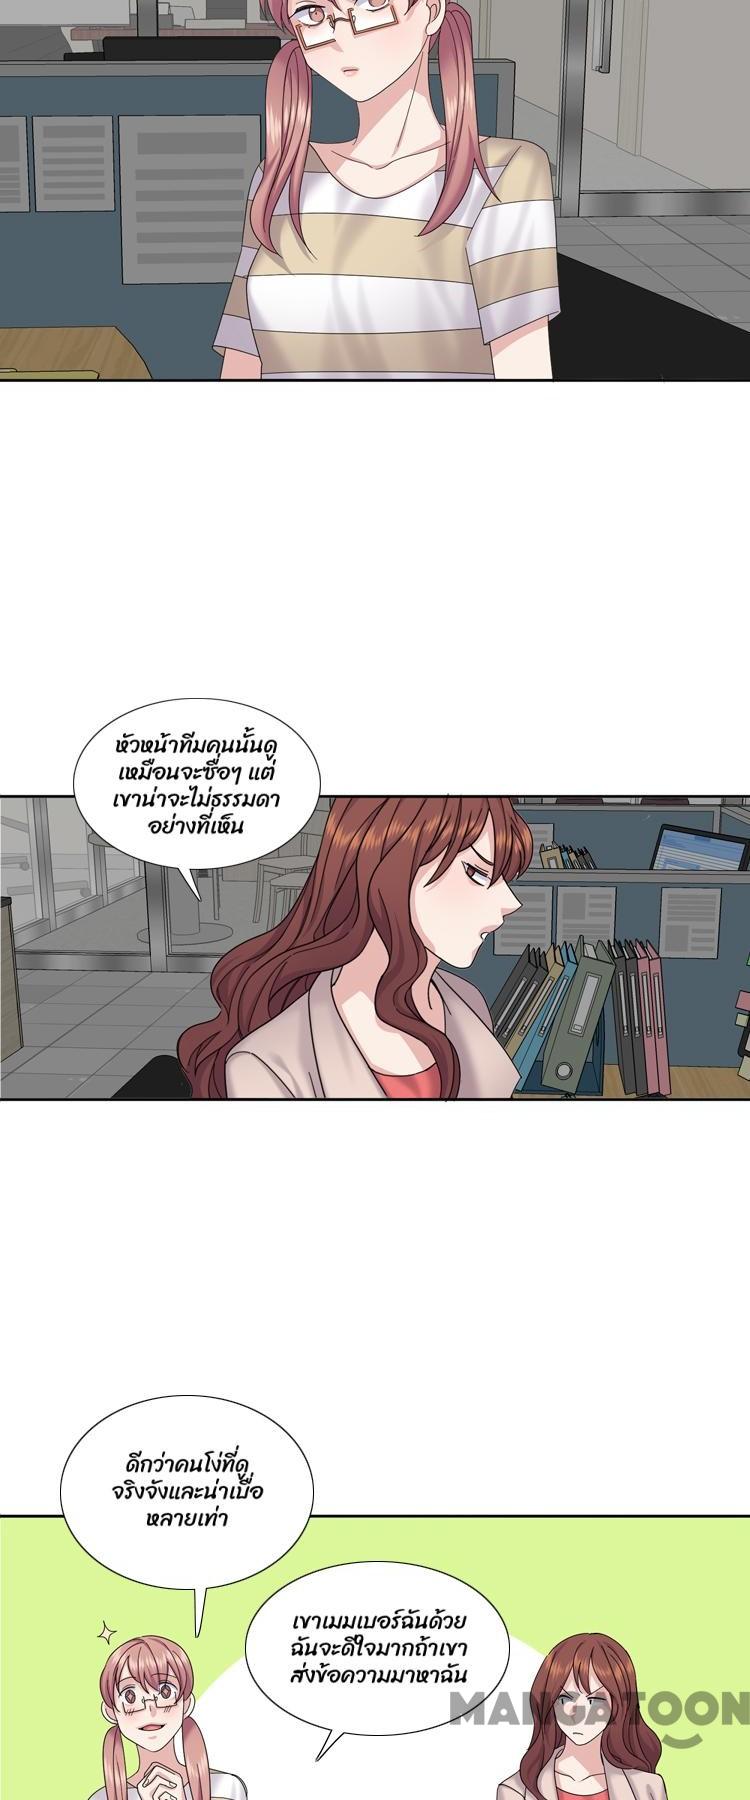 หัวหน้าทีมคนนั้นดู
เหมือนจะซื่อๆ แต่
เขาน่าจะไม่ธรรมดา
อย่างที่เห็น
ดีกว่าคนโง่ที่ดู
จริงจังและน่าเบื่อ
หลายเท่า
เขาเมมเบอร์ฉันด้วย
ฉันจะดีใจมากถ้าเขา
ส่งข้อความมาหาฉัน
MANGATOON